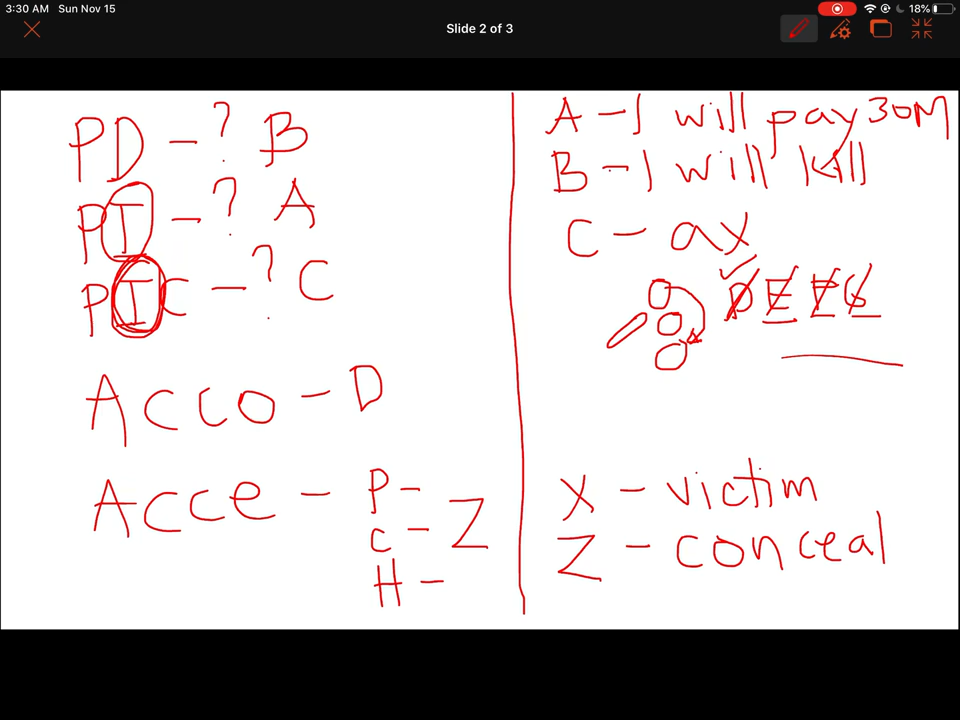 3:30 AM Sun Nov 15 18%
Slide 2 of 3
PD - ? B
PI - ? A
PIC - ? C
Acco - D
Acce - P -
C - Z
H -
A - I will pay 30M
B - I will kill
C - ax
D E F G
X - victim
Z - conceal